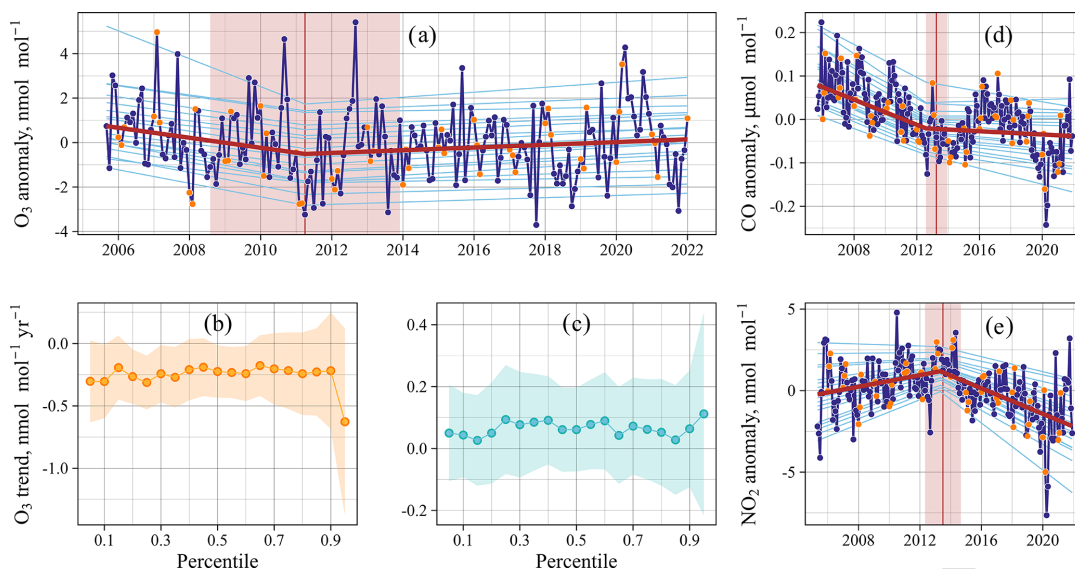 (a)
O₃ anomaly, nmol mol⁻¹
4
2
0
-2
-4
2006 2008 2010 2012 2014 2016 2018 2020 2022
(d)
CO anomaly, µmol mol⁻¹
0.2
0.1
0.0
-0.1
-0.2
2008 2012 2016 2020
(b)
O₃ trend, nmol mol⁻¹ yr⁻¹
0.0
-0.5
-1.0
0.1 0.3 0.5 0.7 0.9
Percentile
(c)
0.4
0.2
0.0
-0.2
0.1 0.3 0.5 0.7 0.9
Percentile
(e)
NO₂ anomaly, nmol mol⁻¹
5
0
-5
2008 2012 2016 2020